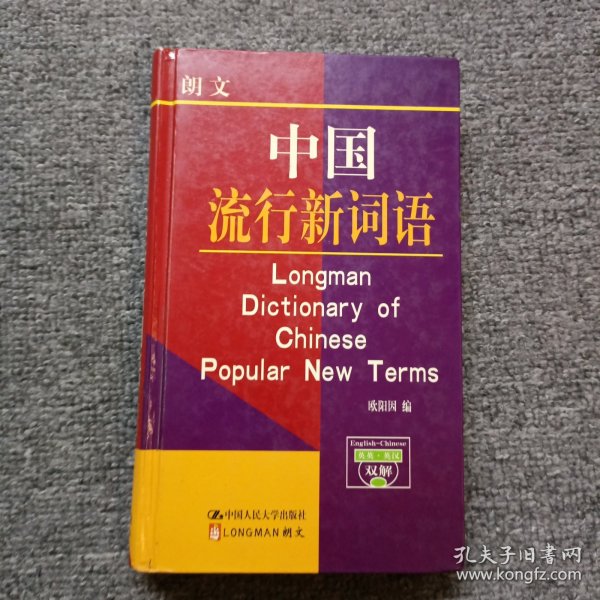 朗文
中国
流行新词语
Longman
Dictionary of
Chinese
Popular New Terms
欧阳因 编
English-Chinese
英英·英汉
双解
中国人民大学出版社
LONGMAN 朗文
孔夫子旧书网
www.kongfz.com